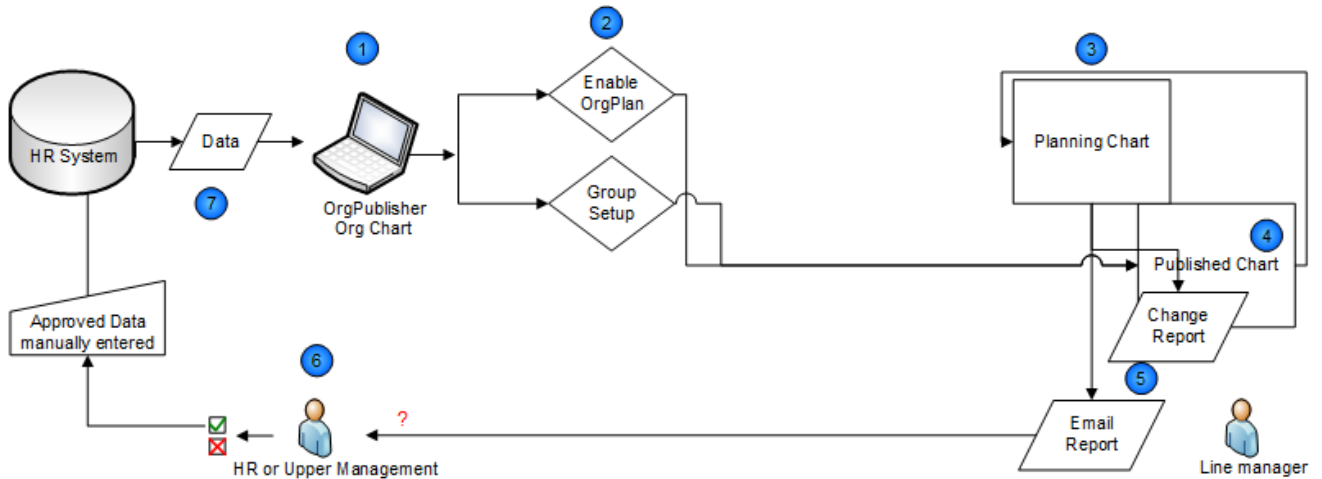 1
2
3
Enable
OrgPlan
HR System
Data
Planning Chart
7
OrgPublisher
Org Chart
Group
Setup
4
Published Chart
Approved Data
manually entered
Change
Report
6
5
?
Email
Report
HR or Upper Management
Line manager